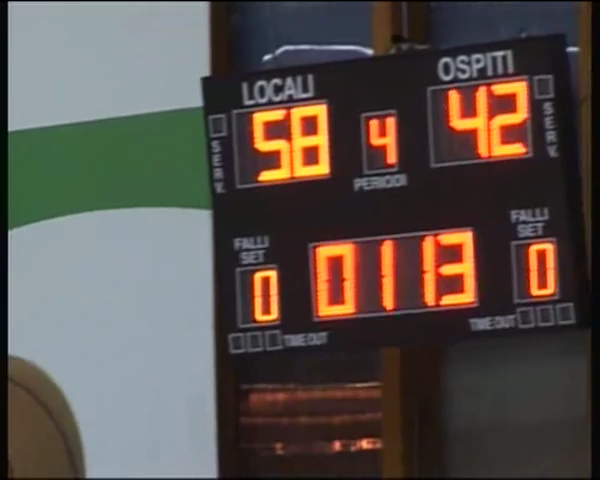 LOCALI OSPITI
58 4 42
SERV. SERV.
PERIODI
FALLI SET FALLI SET
0 0113 0
TIME OUT TIME OUT